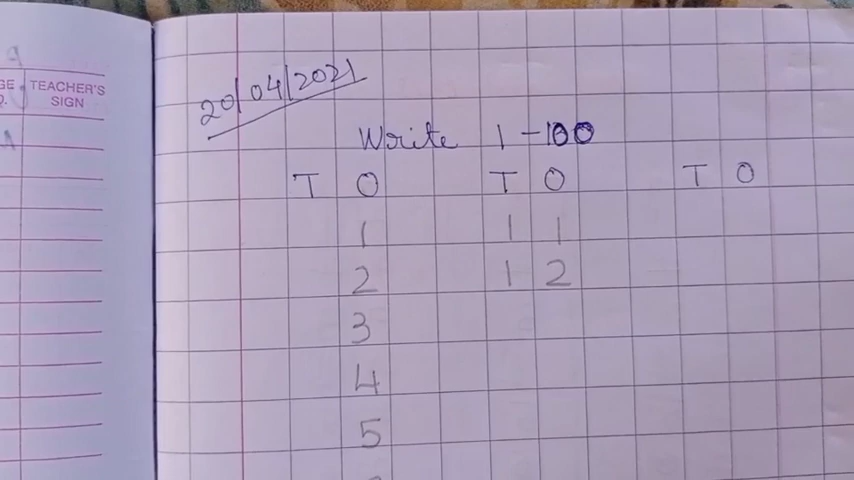 TEACHER'S
SIGN
20/04/2021
Write 1-100
T O T O T O
1 1 1
2 1 2
3
4
5